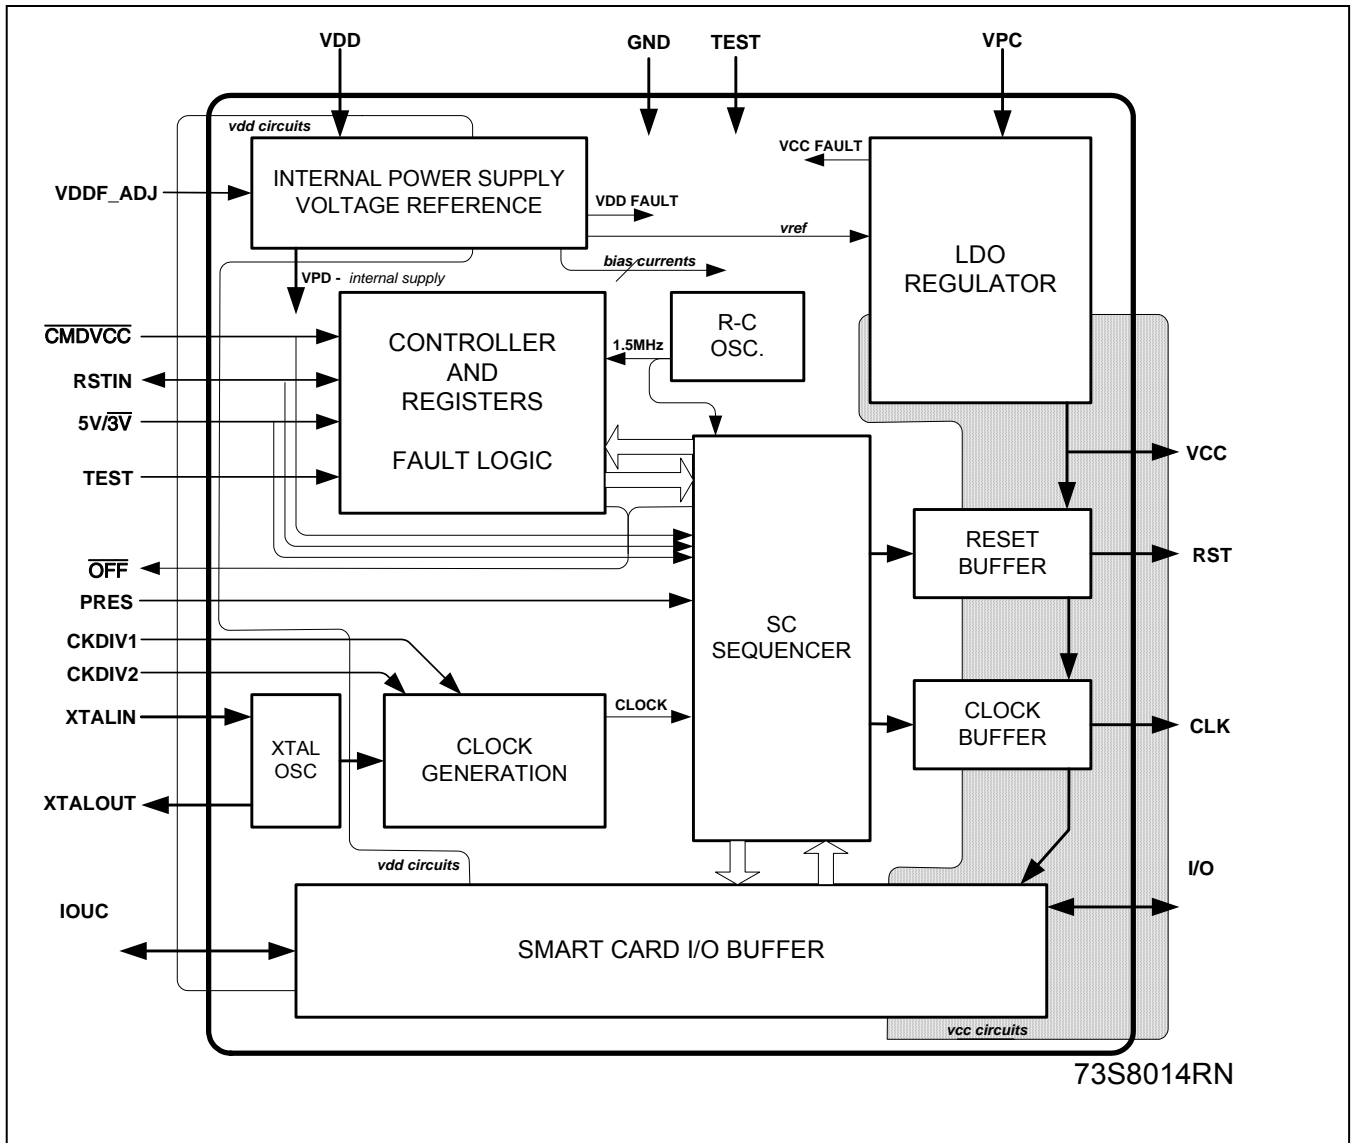 VDD
GND
TEST
VPC
vdd circuits
VCC FAULT
VDDF_ADJ
INTERNAL POWER SUPPLY
VOLTAGE REFERENCE
VDD FAULT
vref
LDO
REGULATOR
bias currents
VPD - internal supply
CMDVCC
RSTIN
5V/3V
TEST
CONTROLLER
AND
REGISTERS
FAULT LOGIC
1.5MHz
R-C
OSC.
VCC
OFF
PRES
CKDIV1
CKDIV2
XTALIN
XTALOUT
SC
SEQUENCER
RESET
BUFFER
RST
XTAL
OSC
CLOCK
GENERATION
CLOCK
CLOCK
BUFFER
CLK
vdd circuits
I/O
IOUC
SMART CARD I/O BUFFER
vcc circuits
73S8014RN